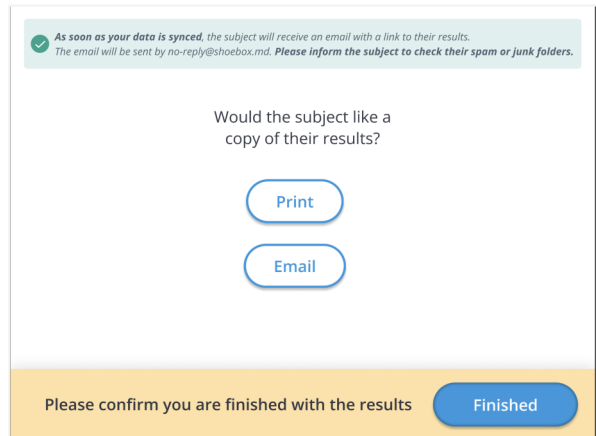 As soon as your data is synced, the subject will receive an email with a link to their results.
The email will be sent by no-reply@shoebox.md. Please inform the subject to check their spam or junk folders.
Would the subject like a
copy of their results?
Print
Email
Please confirm you are finished with the results
Finished